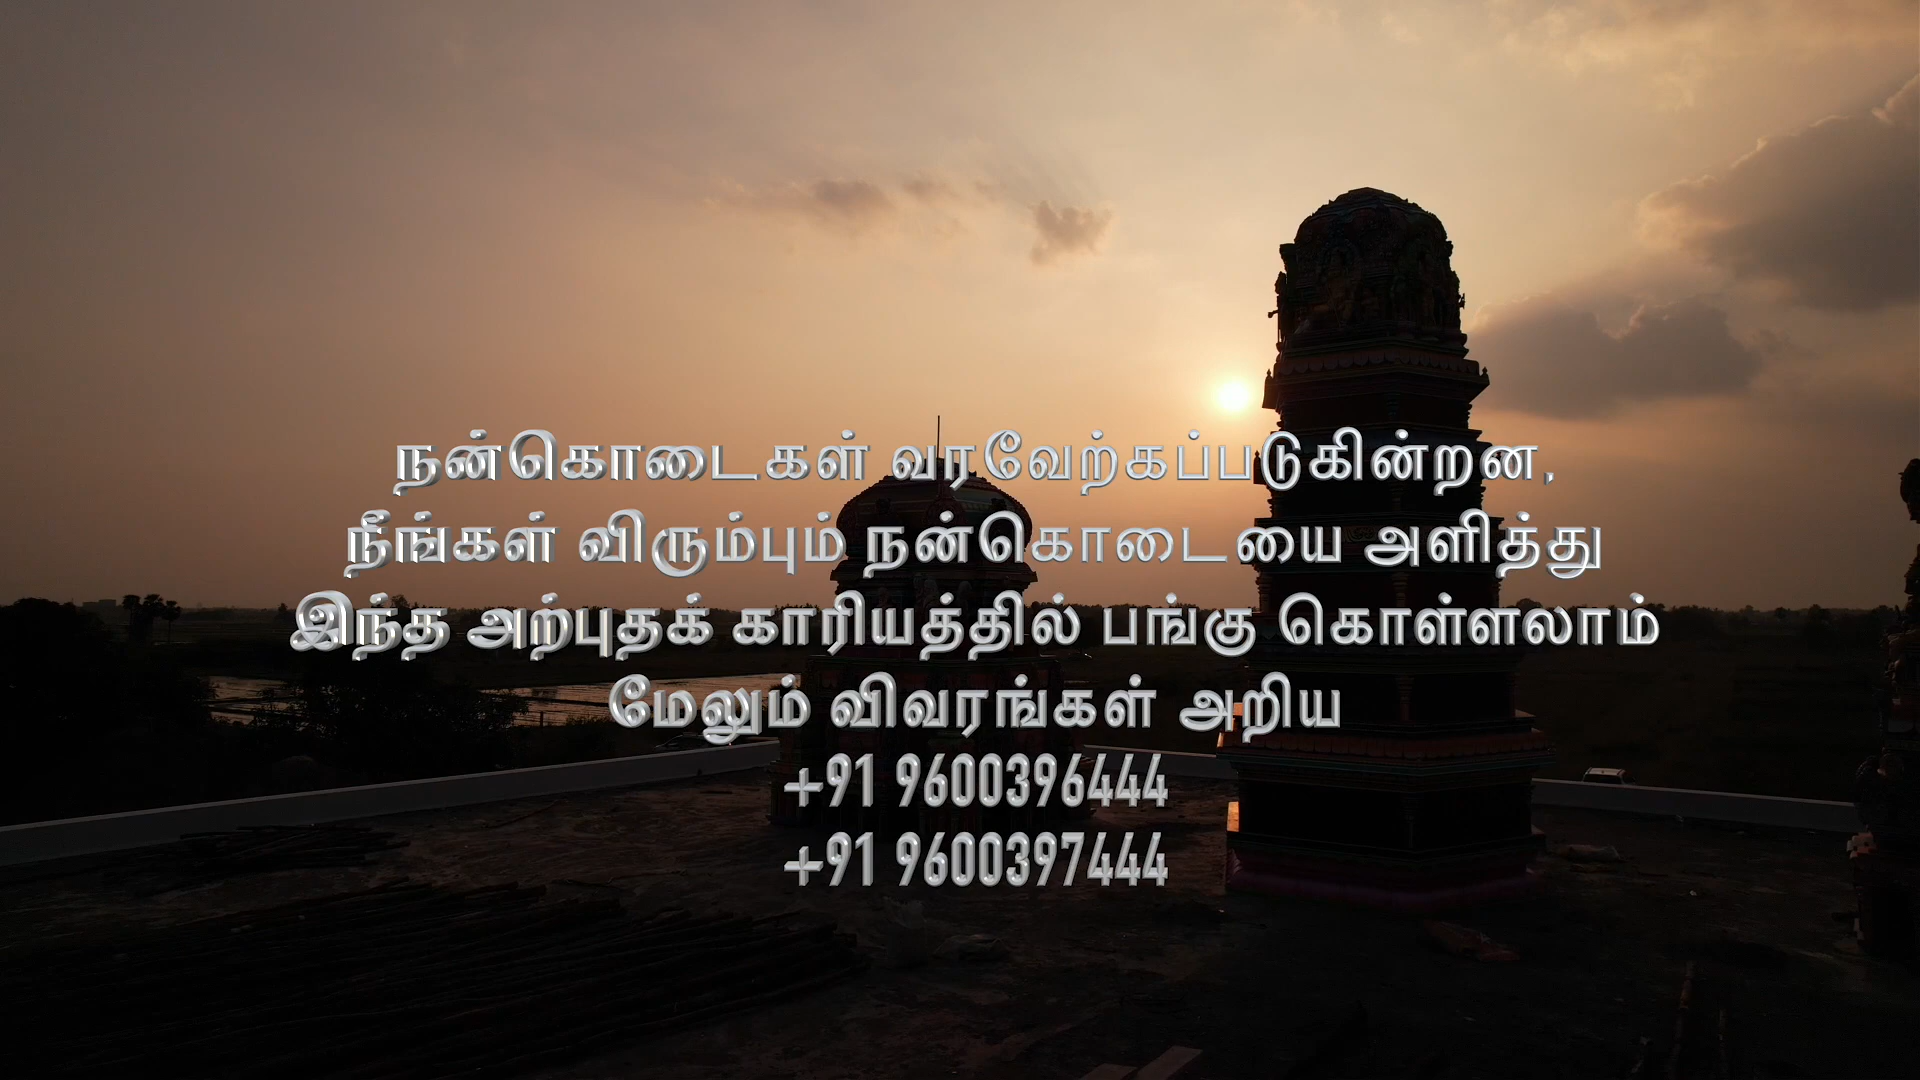 நன்கொடைகள் வரவேற்கப்படுகின்றன,
நீங்கள் விரும்பும் நன்கொடையை அளித்து
இந்த அற்புதக் காரியத்தில் பங்கு கொள்ளலாம்
மேலும் விவரங்கள் அறிய
+91 9600396444
+91 9600397444